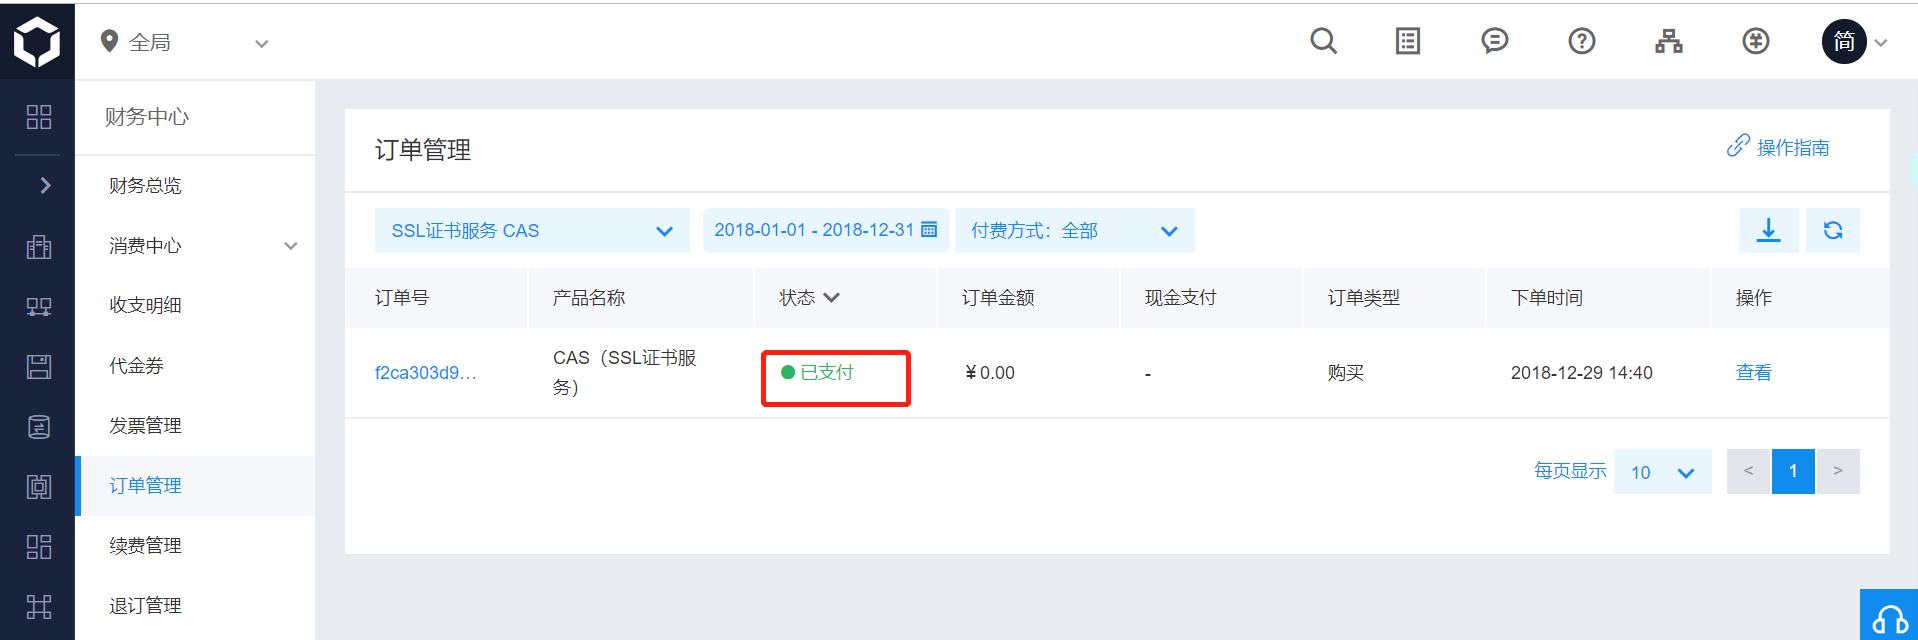 全局
简
财务中心
财务总览
消费中心
收支明细
代金券
发票管理
订单管理
续费管理
退订管理
订单管理
操作指南
SSL证书服务 CAS
2018-01-01 - 2018-12-31
付费方式：全部
订单号 产品名称 状态 订单金额 现金支付 订单类型 下单时间 操作
f2ca303d9...
CAS（SSL证书服
务）
已支付
¥0.00
-
购买
2018-12-29 14:40
查看
每页显示 10 < 1 >